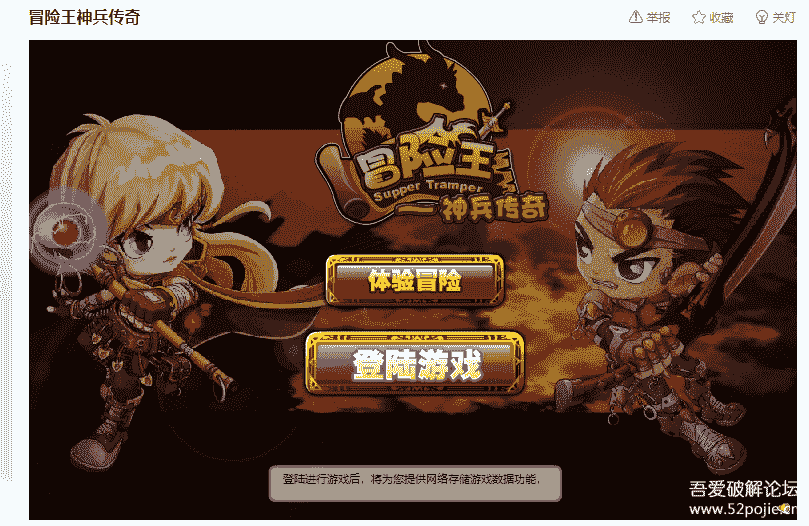 冒险王神兵传奇
举报 收藏 关灯
冒险王
Supper Tramper
神兵传奇
体验冒险
登陆游戏
登陆进行游戏后，将为您提供网络存储游戏数据功能。
吾爱破解论坛
www.52pojie.cn